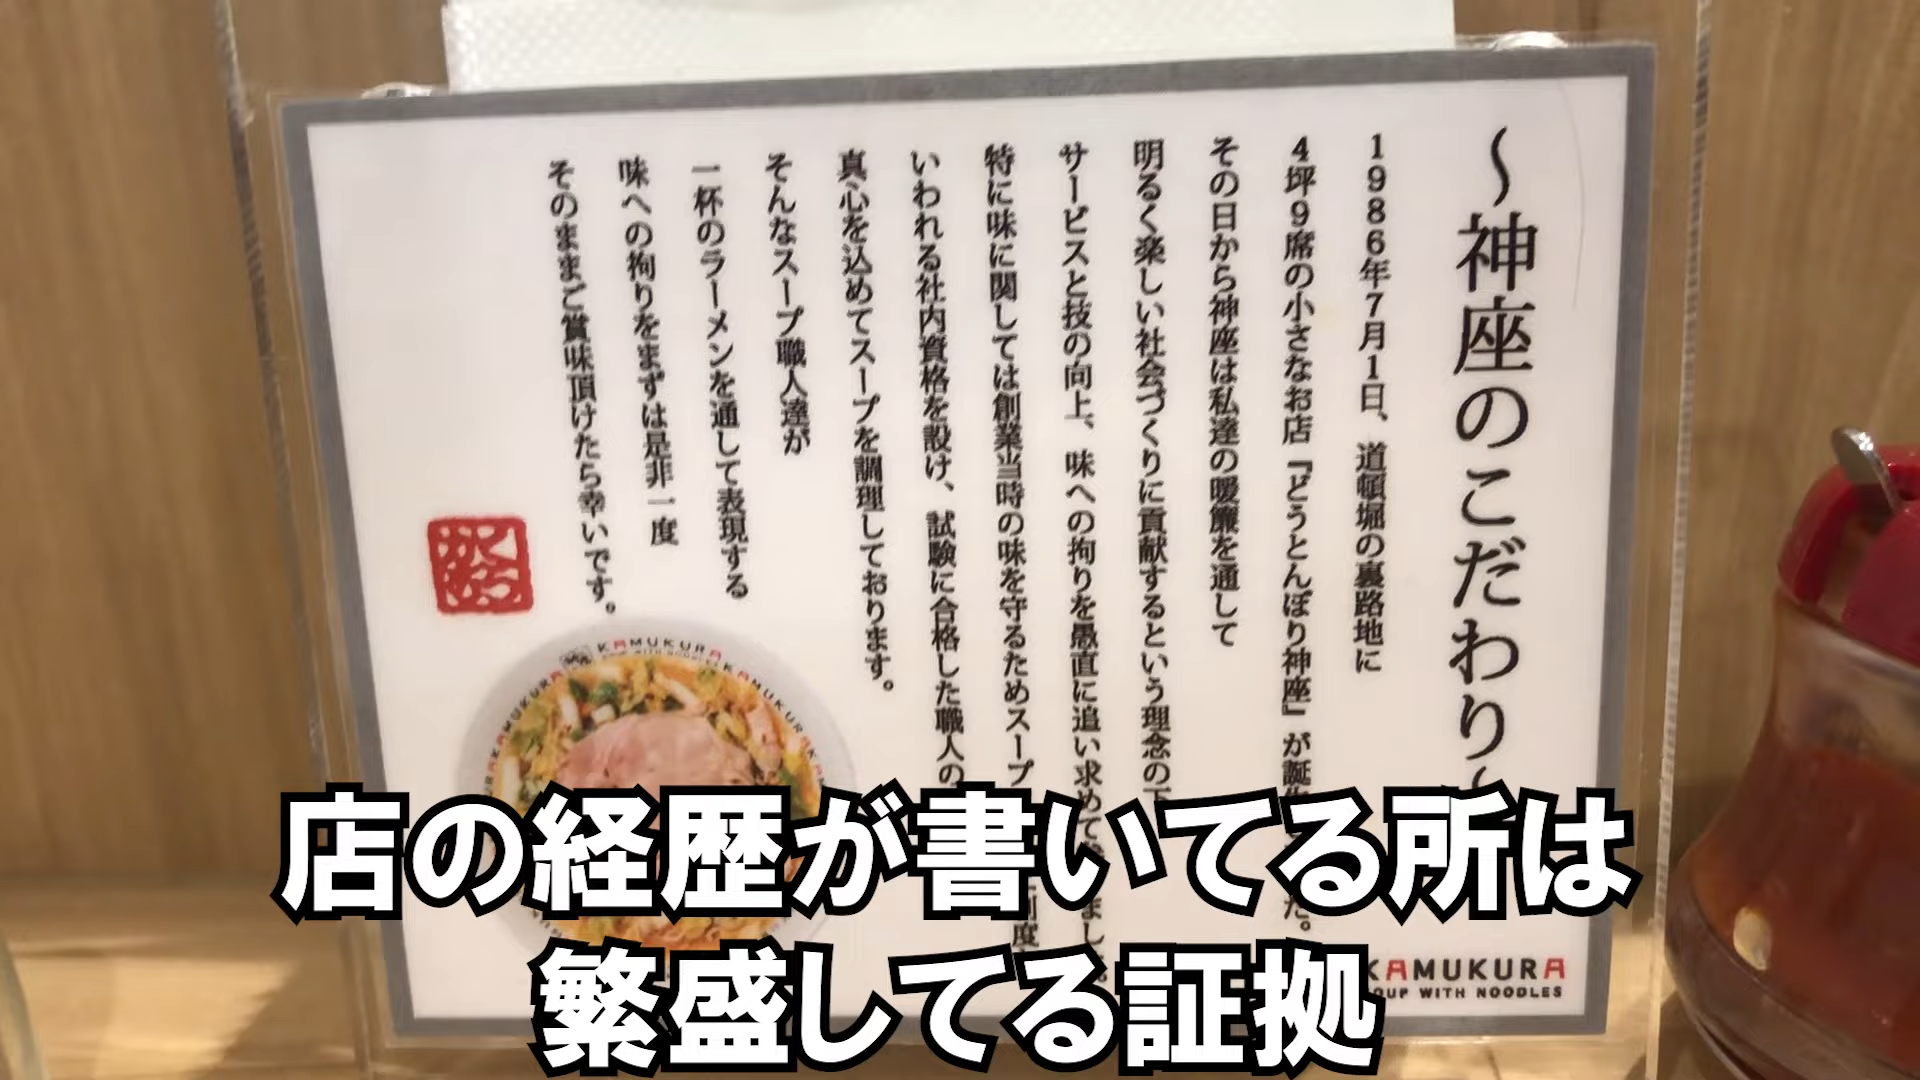 ～神座のこだわり～
1986年7月1日、道頓堀の裏路地に
4坪9席の小さなお店『どうとんぼり神座』が誕
た。
その日から神座は私達の暖簾を通して
明るく楽しい社会づくりに貢献するという理念の下
サービスと技の向上、味への拘りを愚直に追い求めて
まし
特に味に関しては創業当時の味を守るためスープ
制度
いわれる社内資格を設け、試験に合格した職人の
真心を込めてスープを調理しております。
そんなスープ職人達が
一杯のラーメンを通して表現する
味への拘りをまずは是非一度
そのままご賞味頂けたら幸いです。
KAMUKURA
KAMUKURA
KAMUKURA
KAMUKURA
OUP WITH NOODLES
店の経歴が書いてる所は
繁盛してる証拠